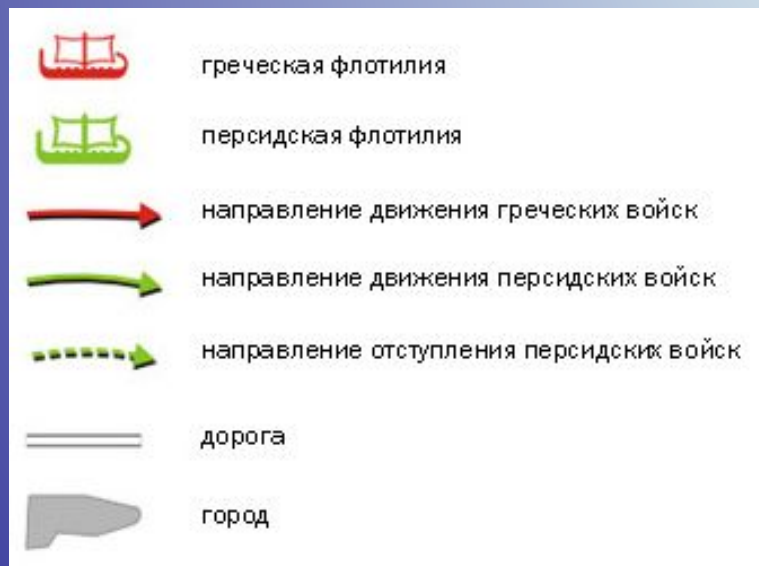 греческая флотилия
персидская флотилия
направление движения греческих войск
направление движения персидских войск
направление отступления персидских войск
дорога
город